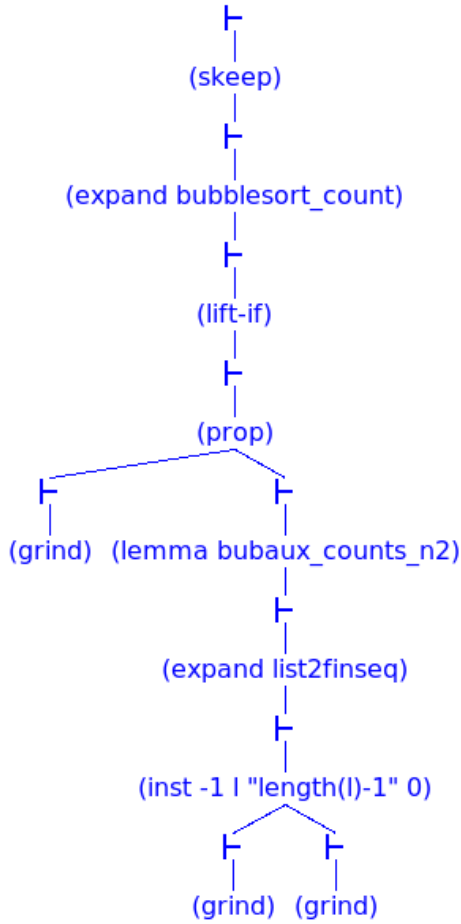 ⊢
(skeep)
⊢
(expand bubblesort_count)
⊢
(lift-if)
⊢
(prop)
⊢ ⊢
(grind) (lemma bubaux_counts_n2)
⊢
(expand list2finseq)
⊢
(inst -1 l "length(l)-1" 0)
⊢ ⊢
(grind) (grind)